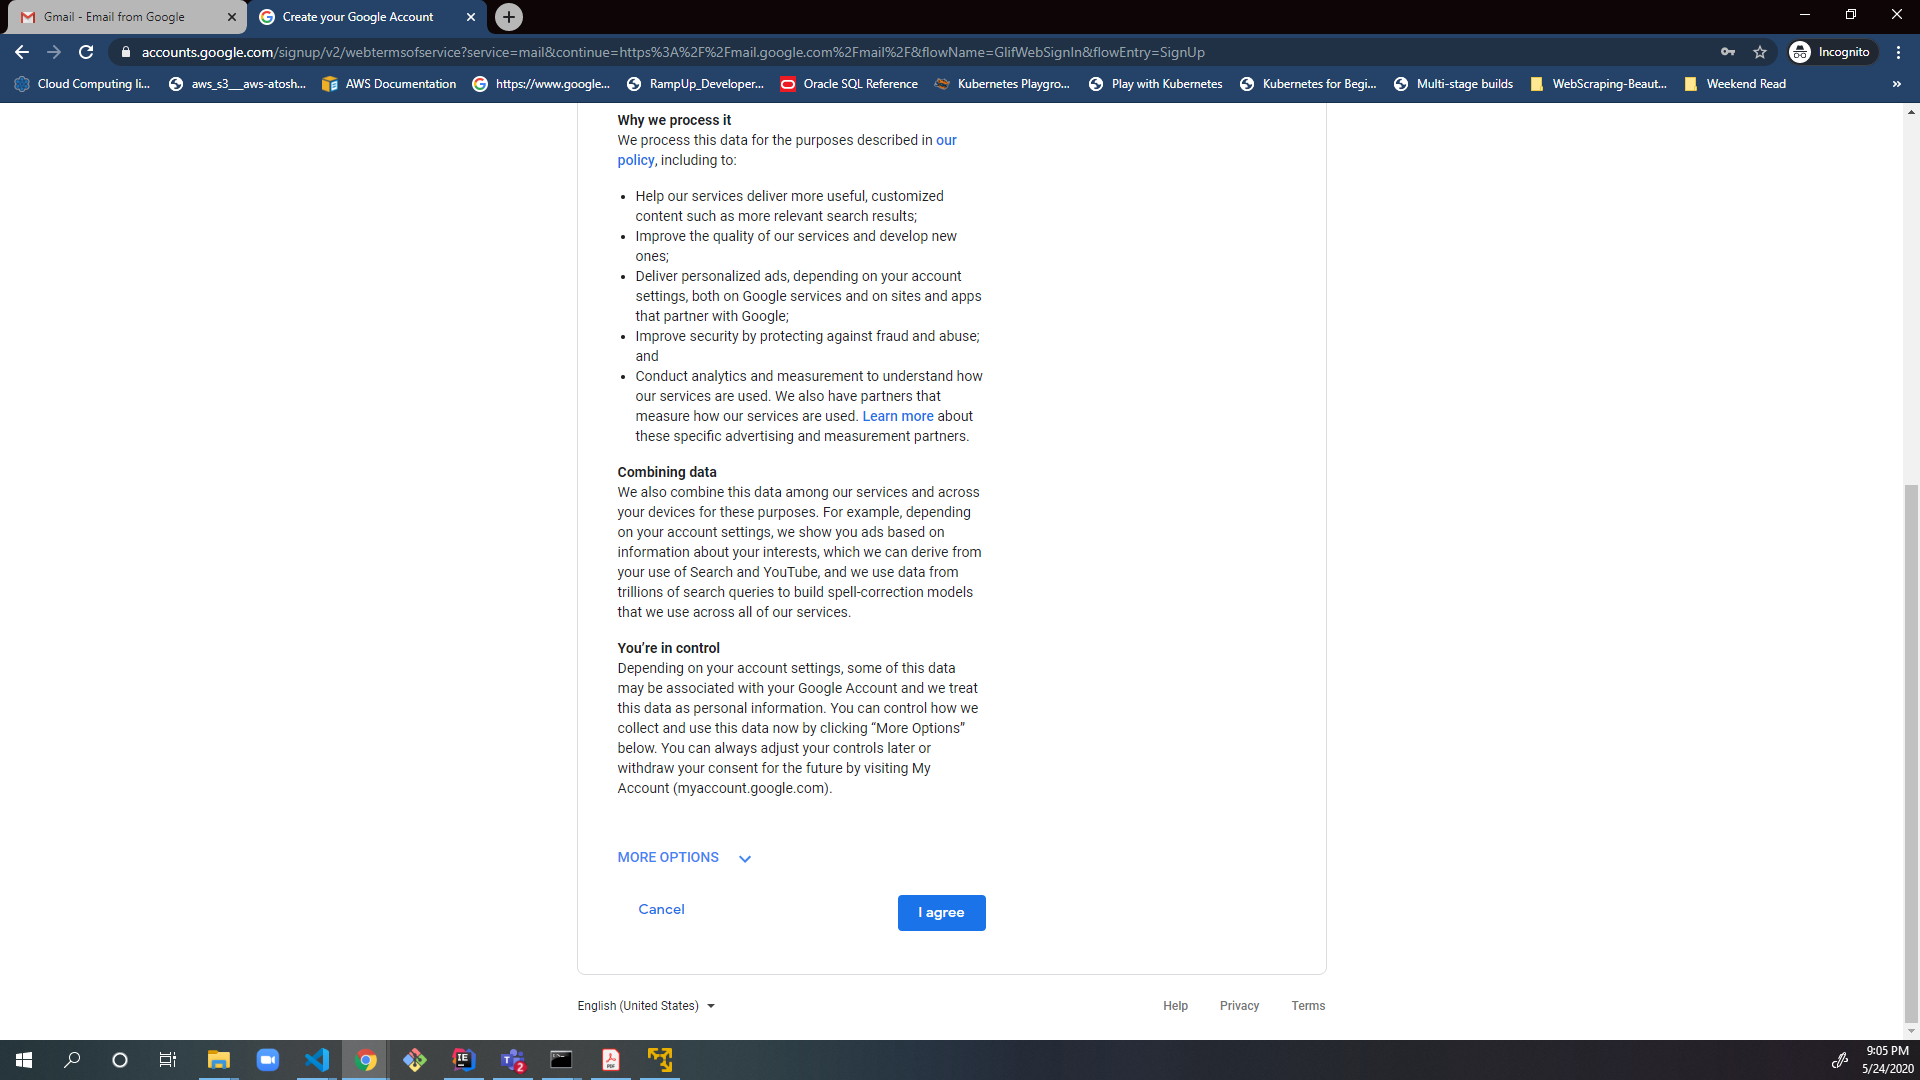 Gmail - Email from Google
Create your Google Account
accounts.google.com/signup/v2/webtermsofservice?service=mail&continue=https%3A%2F%2Fmail.google.com%2Fmail%2F&flowName=GlifWebSignIn&flowEntry=SignUp
Incognito
Cloud Computing li...
aws_s3__aws-atosh...
AWS Documentation
https://www.google...
RampUp_Developer...
Oracle SQL Reference
Kubernetes Playgro...
Play with Kubernetes
Kubernetes for Begi...
Multi-stage builds
WebScraping-Beaut...
Weekend Read
»
Why we process it
We process this data for the purposes described in our
policy, including to:
• Help our services deliver more useful, customized
content such as more relevant search results;
• Improve the quality of our services and develop new
ones;
• Deliver personalized ads, depending on your account
settings, both on Google services and on sites and apps
that partner with Google;
• Improve security by protecting against fraud and abuse;
and
• Conduct analytics and measurement to understand how
our services are used. We also have partners that
measure how our services are used. Learn more about
these specific advertising and measurement partners.
Combining data
We also combine this data among our services and across
your devices for these purposes. For example, depending
on your account settings, we show you ads based on
information about your interests, which we can derive from
your use of Search and YouTube, and we use data from
trillions of search queries to build spell-correction models
that we use across all of our services.
You’re in control
Depending on your account settings, some of this data
may be associated with your Google Account and we treat
this data as personal information. You can control how we
collect and use this data now by clicking “More Options”
below. You can always adjust your controls later or
withdraw your consent for the future by visiting My
Account (myaccount.google.com).
MORE OPTIONS
Cancel
I agree
English (United States)
Help
Privacy
Terms
9:05 PM
5/24/2020